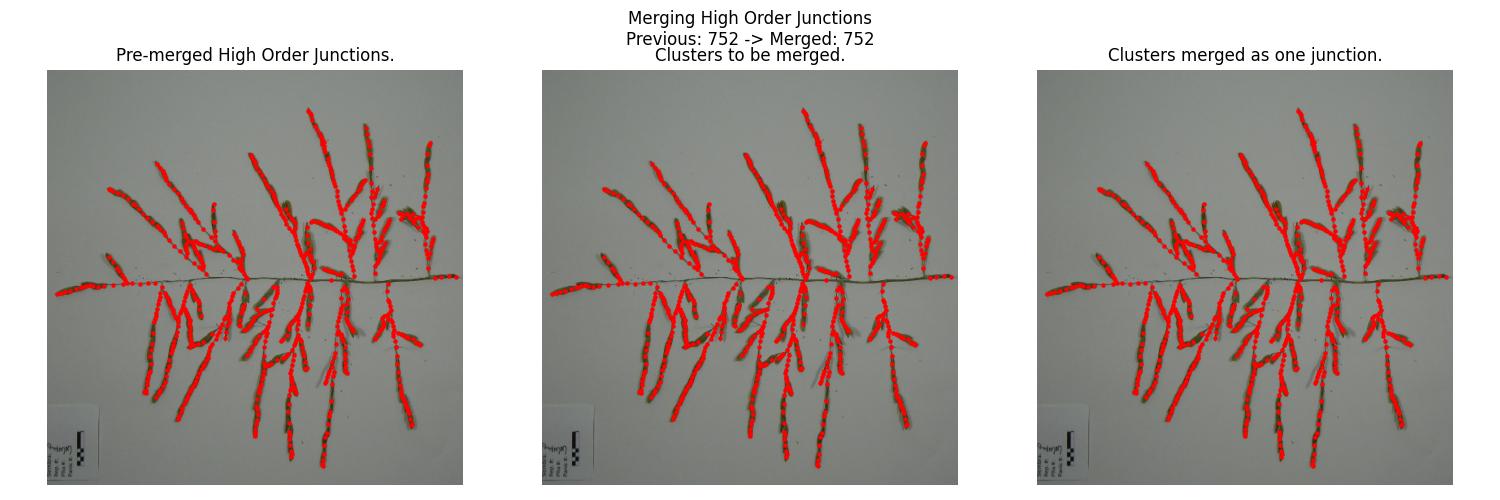 Merging High Order Junctions
Previous: 752 -> Merged: 752
Pre-merged High Order Junctions.
Clusters to be merged.
Clusters merged as one junction.